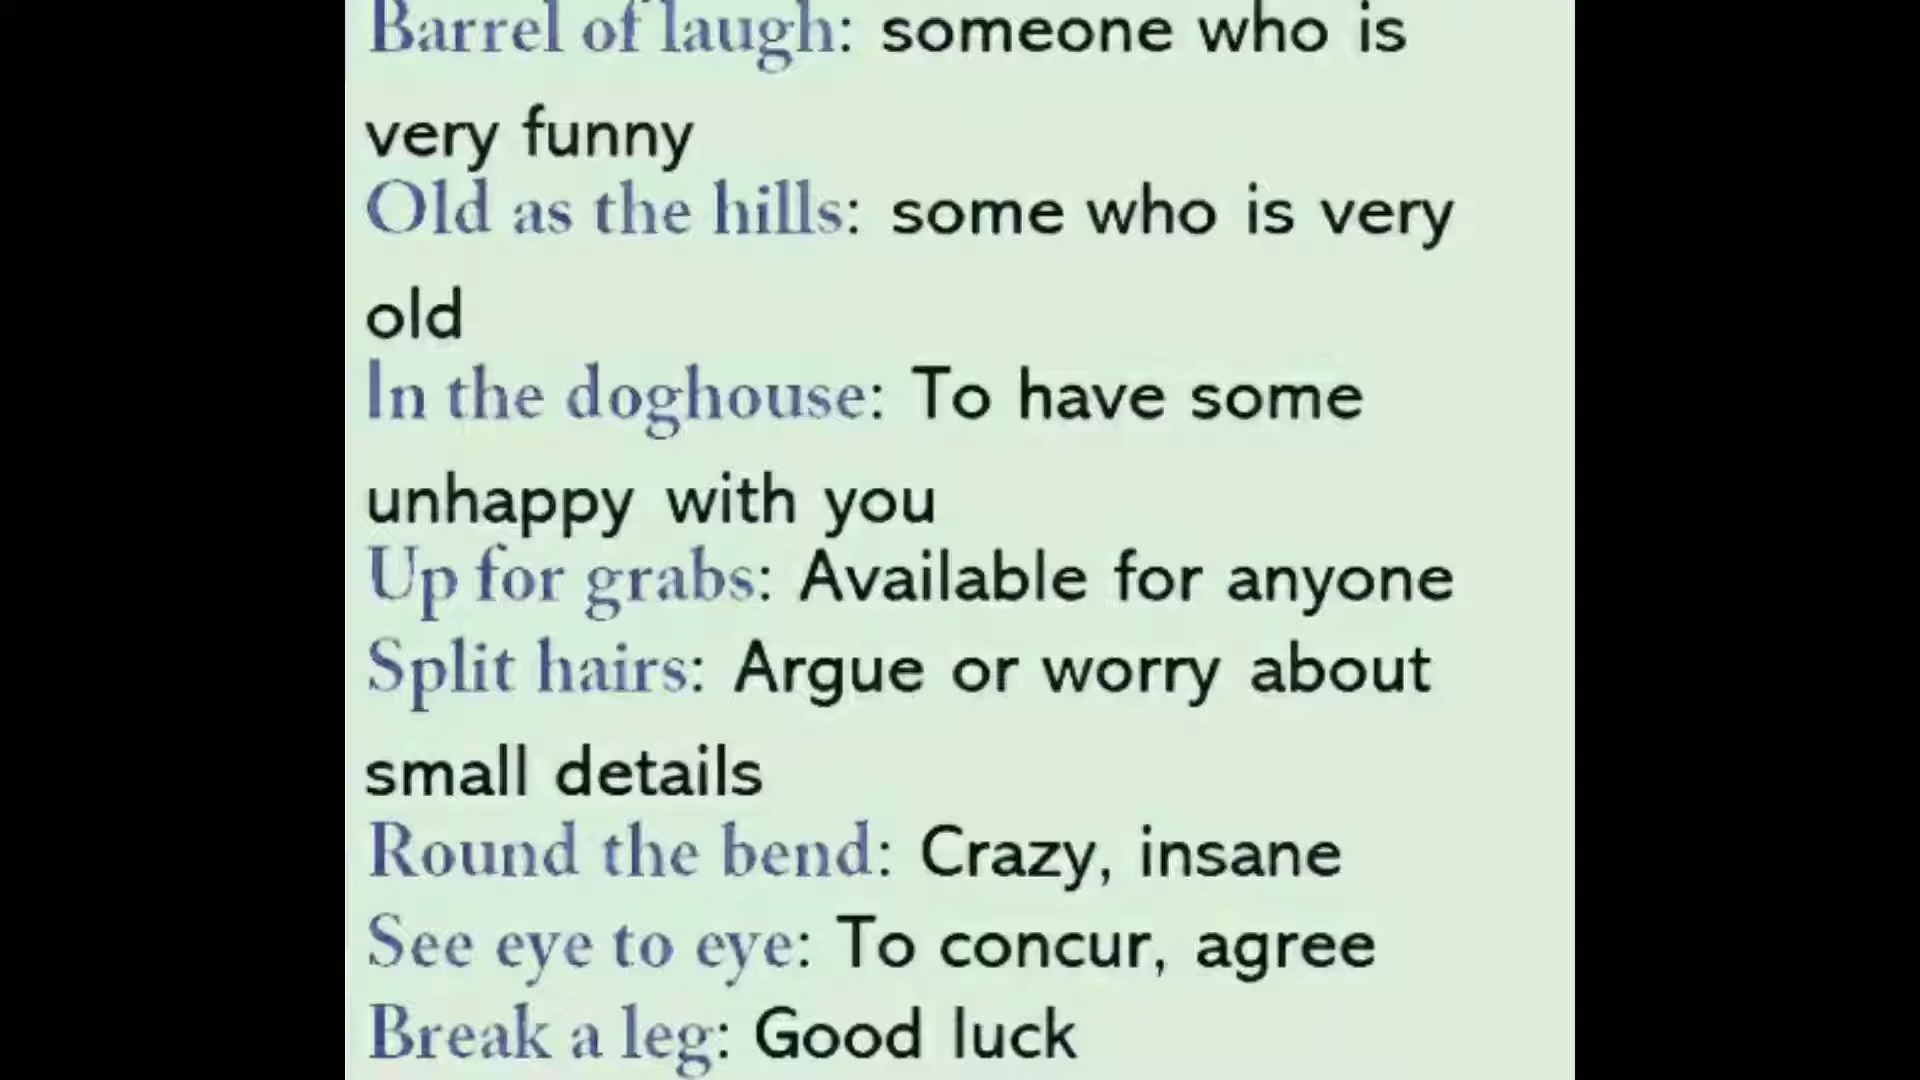 Barrel of laugh: someone who is
very funny
Old as the hills: some who is very
old
In the doghouse: To have some
unhappy with you
Up for grabs: Available for anyone
Split hairs: Argue or worry about
small details
Round the bend: Crazy, insane
See eye to eye: To concur, agree
Break a leg: Good luck